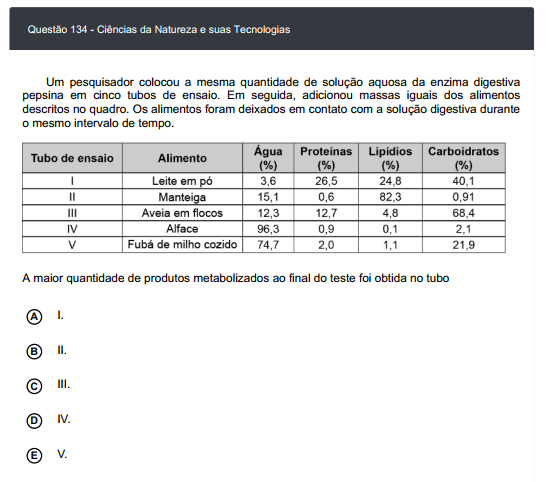 Questão 134 - Ciências da Natureza e suas Tecnologias
Um pesquisador colocou a mesma quantidade de solução aquosa da enzima digestiva
pepsina em cinco tubos de ensaio. Em seguida, adicionou massas iguais dos alimentos
descritos no quadro. Os alimentos foram deixados em contato com a solução digestiva durante
o mesmo intervalo de tempo.
Tubo de ensaio Alimento Água (%) Proteínas (%) Lipídios (%) Carboidratos (%)
I Leite em pó 3,6 26,5 24,8 40,1
II Manteiga 15,1 0,6 82,3 0,91
III Aveia em flocos 12,3 12,7 4,8 68,4
IV Alface 96,3 0,9 0,1 2,1
V Fubá de milho cozido 74,7 2,0 1,1 21,9
A maior quantidade de produtos metabolizados ao final do teste foi obtida no tubo
A I.
B II.
C III.
D IV.
E V.